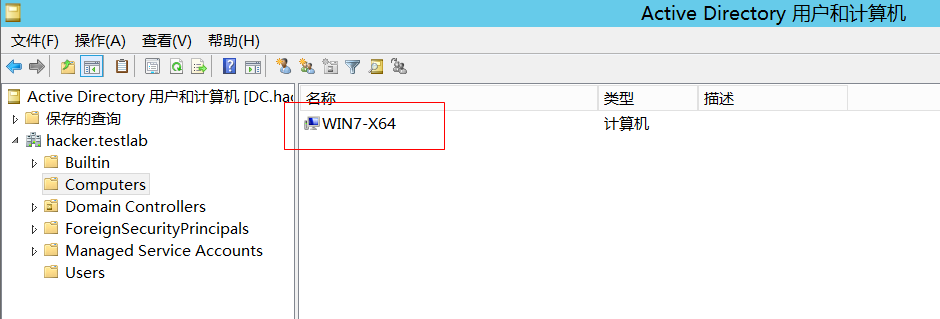 Active Directory 用户和计算机
文件(F) 操作(A) 查看(V) 帮助(H)
Active Directory 用户和计算机 [DC.hac
保存的查询
hacker.testlab
Builtin
Computers
Domain Controllers
ForeignSecurityPrincipals
Managed Service Accounts
Users
名称 类型 描述
WIN7-X64 计算机